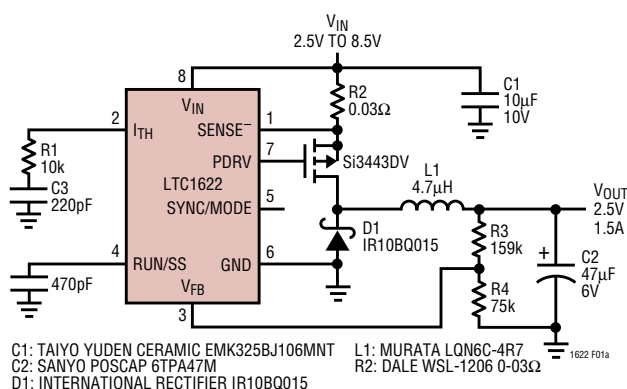 VIN
2.5V TO 8.5V
8
VIN
R2
0.03Ω
C1
10µF
10V
2
ITH
SENSE–
1
R1
10k
PDRV
7
Si3443DV
C3
220pF
LTC1622
L1
4.7µH
SYNC/MODE
5
VOUT
2.5V
1.5A
D1
IR10BQ015
R3
159k
+
C2
47µF
6V
4
RUN/SS
GND
6
470pF
VFB
3
R4
75k
1622 F01a
C1: TAIYO YUDEN CERAMIC EMK325BJ106MNT
C2: SANYO POSCAP 6TPA47M
D1: INTERNATIONAL RECTIFIER IR10BQ015
L1: MURATA LQN6C-4R7
R2: DALE WSL-1206 0-03Ω